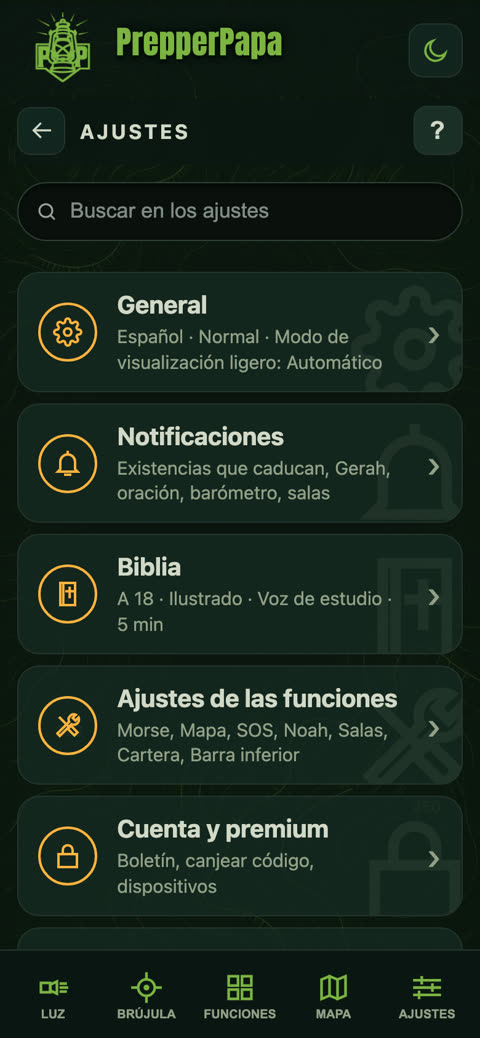 PP
PrepperPapa
AJUSTES
?
Buscar en los ajustes
General
Español · Normal · Modo de
visualización ligero: Automático
Notificaciones
Existencias que caducan, Gerah,
oración, barómetro, salas
Biblia
A 18 · Ilustrado · Voz de estudio ·
5 min
Ajustes de las funciones
Morse, Mapa, SOS, Noah, Salas,
Cartera, Barra inferior
Cuenta y premium
Boletín, canjear código,
dispositivos
LUZ
BRÚJULA
FUNCIONES
MAPA
AJUSTES